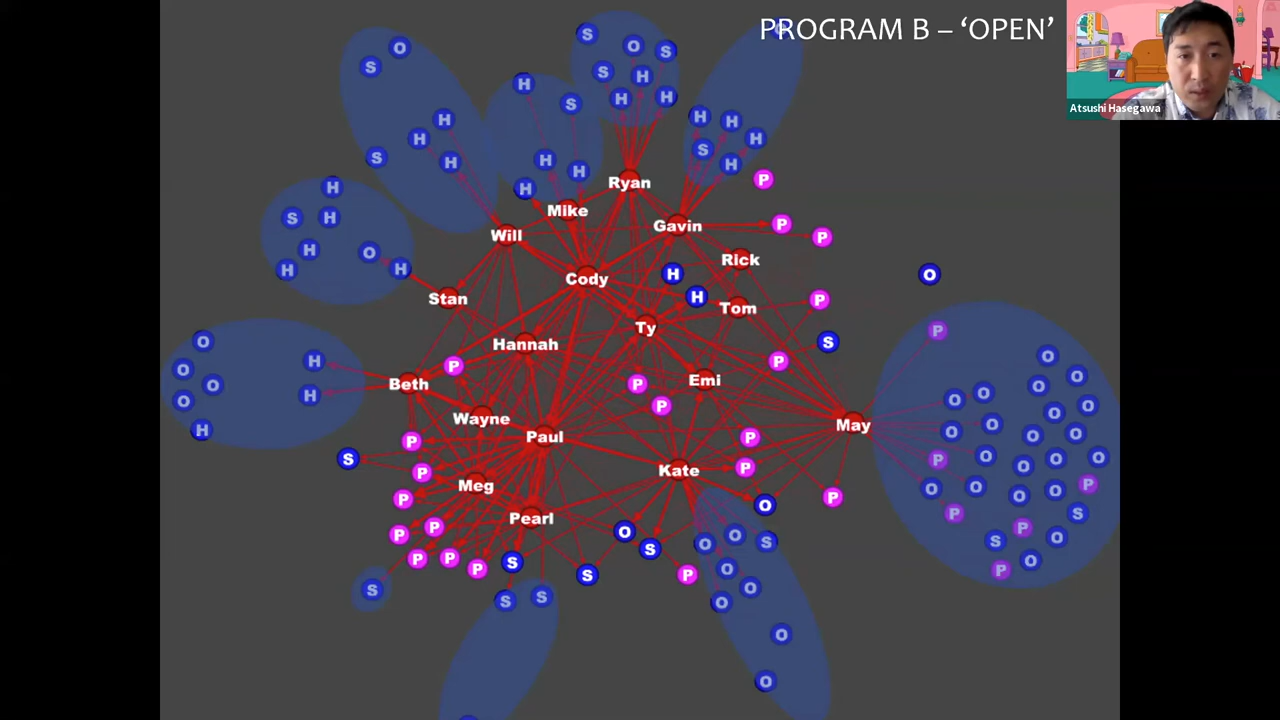 PROGRAM B – ‘OPEN’
Atsushi Hasegawa
S
O
S
S
O
S
H
H
H
H
S
H
H
H
H
S
H
H
H
H
H
H
S
H
H
S
H
Ryan
P
Mike
Gavin
P
P
Will
H
S
H
H
O
H
H
Stan
Cody
H
H
Rick
Tom
P
O
S
Ty
Hannah
P
P
P
P
Emi
O
O
O
O
H
H
H
Beth
Wayne
Paul
May
Kate
P
P
P
O
P
S
P
P
P
P
P
P
P
Meg
Pearl
S
S
S
S
S
S
O
S
P
O
O
S
O
O
O
O
O
P
O
O
O
O
O
O
O
O
O
O
O
O
P
O
O
O
O
O
O
O
P
P
P
S
S
O
O
P